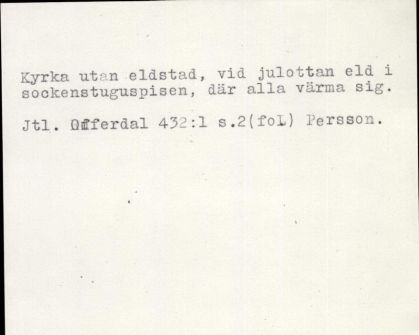 Kyrka utan eldstad, vid julottan eld i
sockenstuguspisen, där alla värma sig.
Jtl. Offerdal 432:1 s.2(fol) Persson.